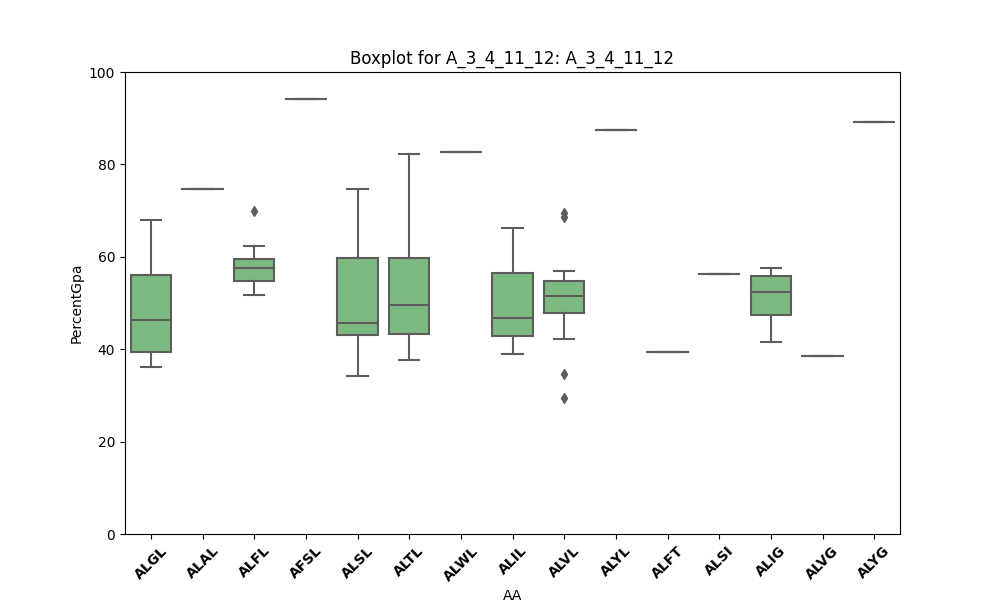 Boxplot for A_3_4_11_12: A_3_4_11_12
100
80
60
40
20
0
PercentGpa
ALGL ALAL ALFL AFSL ALSL ALTL ALWL ALIL ALVL ALYL ALFT ALSI ALIG ALVG ALYG
AA